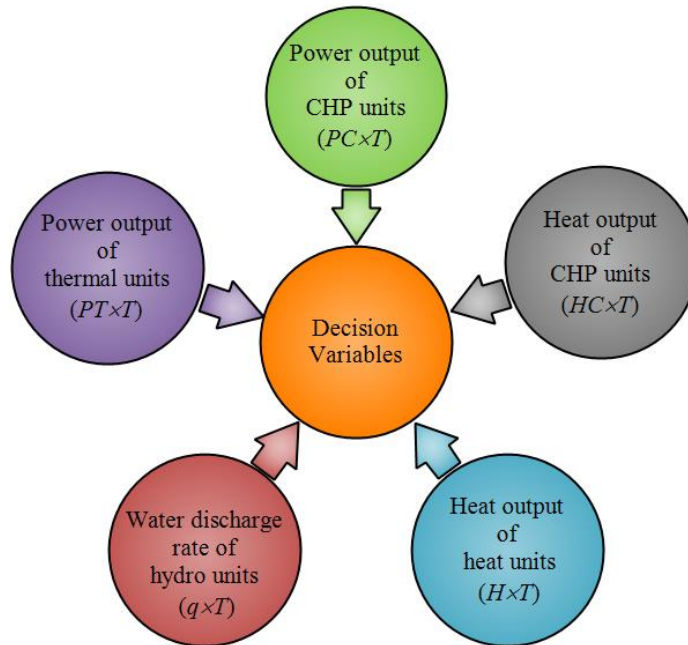 Power output
of
CHP units
(PC×T)
Power output
of
thermal units
(PT×T)
Heat output
of
CHP units
(HC×T)
Decision
Variables
Water discharge
rate of
hydro units
(q×T)
Heat output
of
heat units
(H×T)